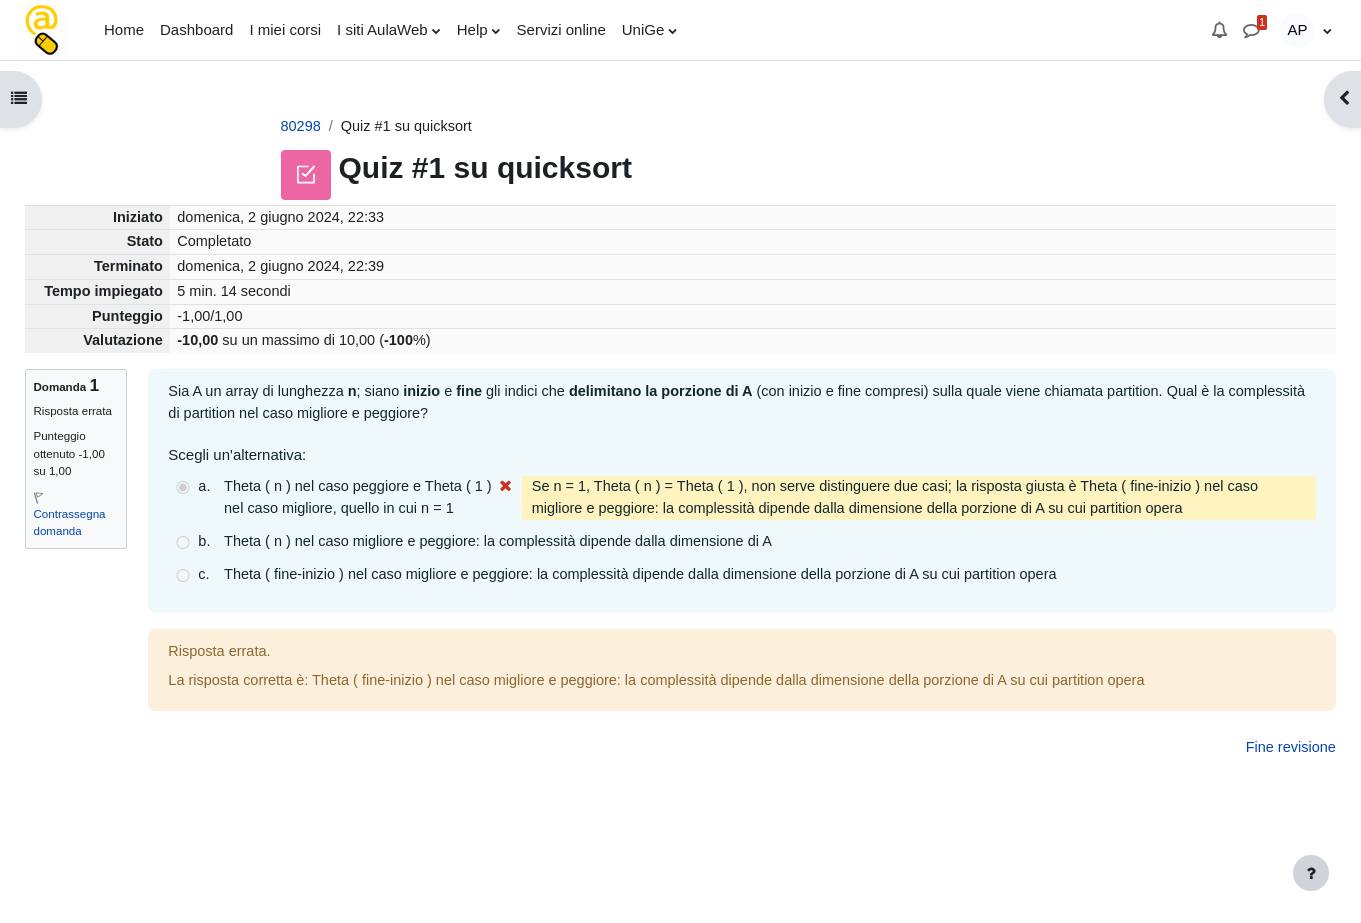 Home Dashboard I miei corsi I siti AulaWeb Help Servizi online UniGe 1 AP
80298 / Quiz #1 su quicksort
Quiz #1 su quicksort
Iniziato domenica, 2 giugno 2024, 22:33
Stato Completato
Terminato domenica, 2 giugno 2024, 22:39
Tempo impiegato 5 min. 14 secondi
Punteggio -1,00/1,00
Valutazione -10,00 su un massimo di 10,00 (-100%)
Domanda 1
Risposta errata
Punteggio
ottenuto -1,00
su 1,00
Contrassegna
domanda
Sia A un array di lunghezza n; siano inizio e fine gli indici che delimitano la porzione di A (con inizio e fine compresi) sulla quale viene chiamata partition. Qual è la complessità
di partition nel caso migliore e peggiore?
Scegli un'alternativa:
a. Theta ( n ) nel caso peggiore e Theta ( 1 )
nel caso migliore, quello in cui n = 1
Se n = 1, Theta ( n ) = Theta ( 1 ), non serve distinguere due casi; la risposta giusta è Theta ( fine-inizio ) nel caso
migliore e peggiore: la complessità dipende dalla dimensione della porzione di A su cui partition opera
b. Theta ( n ) nel caso migliore e peggiore: la complessità dipende dalla dimensione di A
c. Theta ( fine-inizio ) nel caso migliore e peggiore: la complessità dipende dalla dimensione della porzione di A su cui partition opera
Risposta errata.
La risposta corretta è: Theta ( fine-inizio ) nel caso migliore e peggiore: la complessità dipende dalla dimensione della porzione di A su cui partition opera
Fine revisione
?